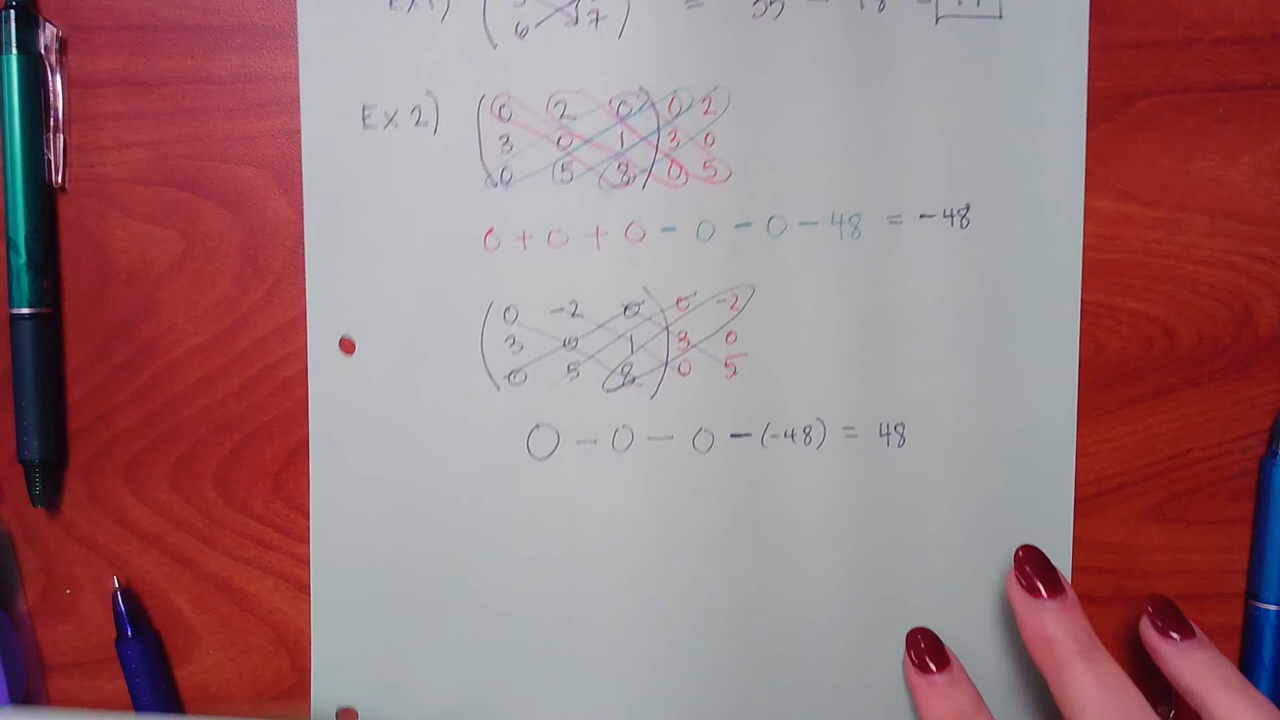 6 7
Ex 2) ( 0 2 0 ) 0 2
3 0 1 3 0
0 5 8 0 5
0 + 0 + 0 - 0 - 0 - 48 = -48
( 0 -2 0 ) 0 -2
3 0 1 3 0
0 5 8 0 5
0 - 0 - 0 - (-48) = 48